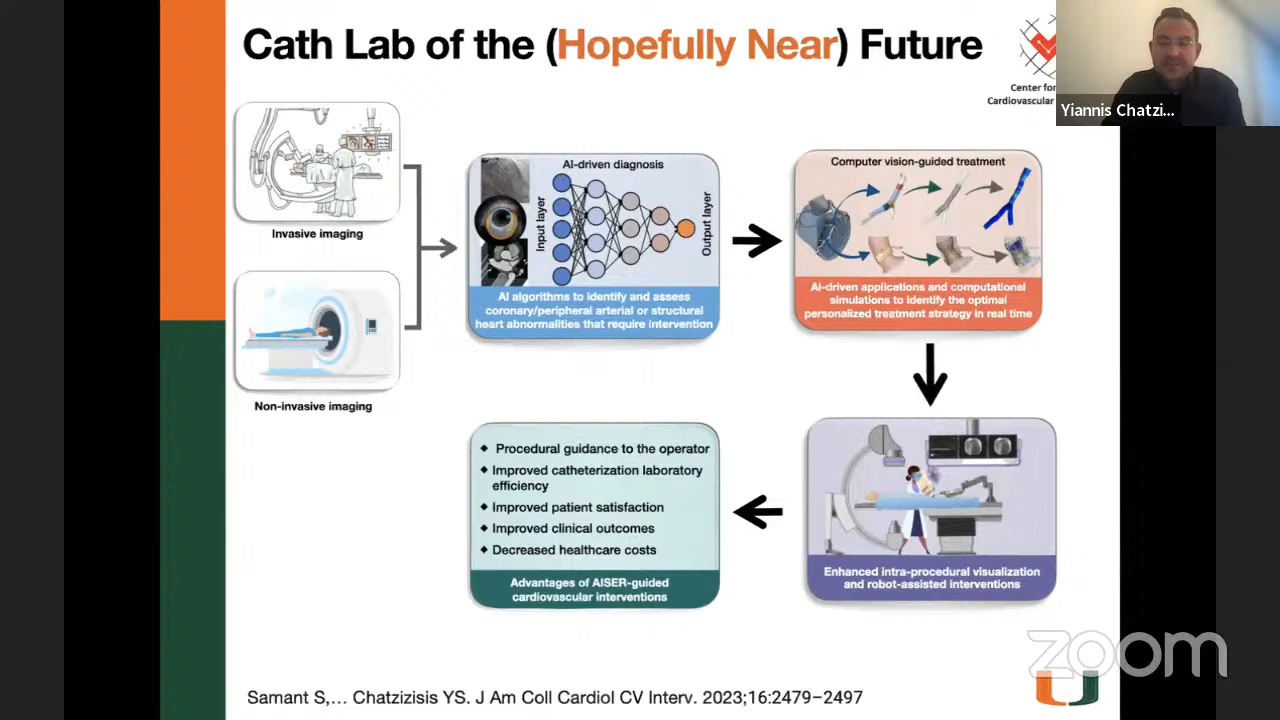 Cath Lab of the (Hopefully Near) Future
Center for
Cardiovascular
Yiannis Chatzi...
Invasive imaging
Non-invasive imaging
AI-driven diagnosis
Input layer
Output layer
AI algorithms to identify and assess
coronary/peripheral arterial or structural
heart abnormalities that require intervention
Computer vision-guided treatment
AI-driven applications and computational
simulations to identify the optimal
personalized treatment strategy in real time
Enhanced intra-procedural visualization
and robot-assisted interventions
◆ Procedural guidance to the operator
◆ Improved catheterization laboratory
efficiency
◆ Improved patient satisfaction
◆ Improved clinical outcomes
◆ Decreased healthcare costs
Advantages of AISER-guided
cardiovascular interventions
Samant S,... Chatzizisis YS. J Am Coll Cardiol CV Interv. 2023;16:2479–2497
zoom
U